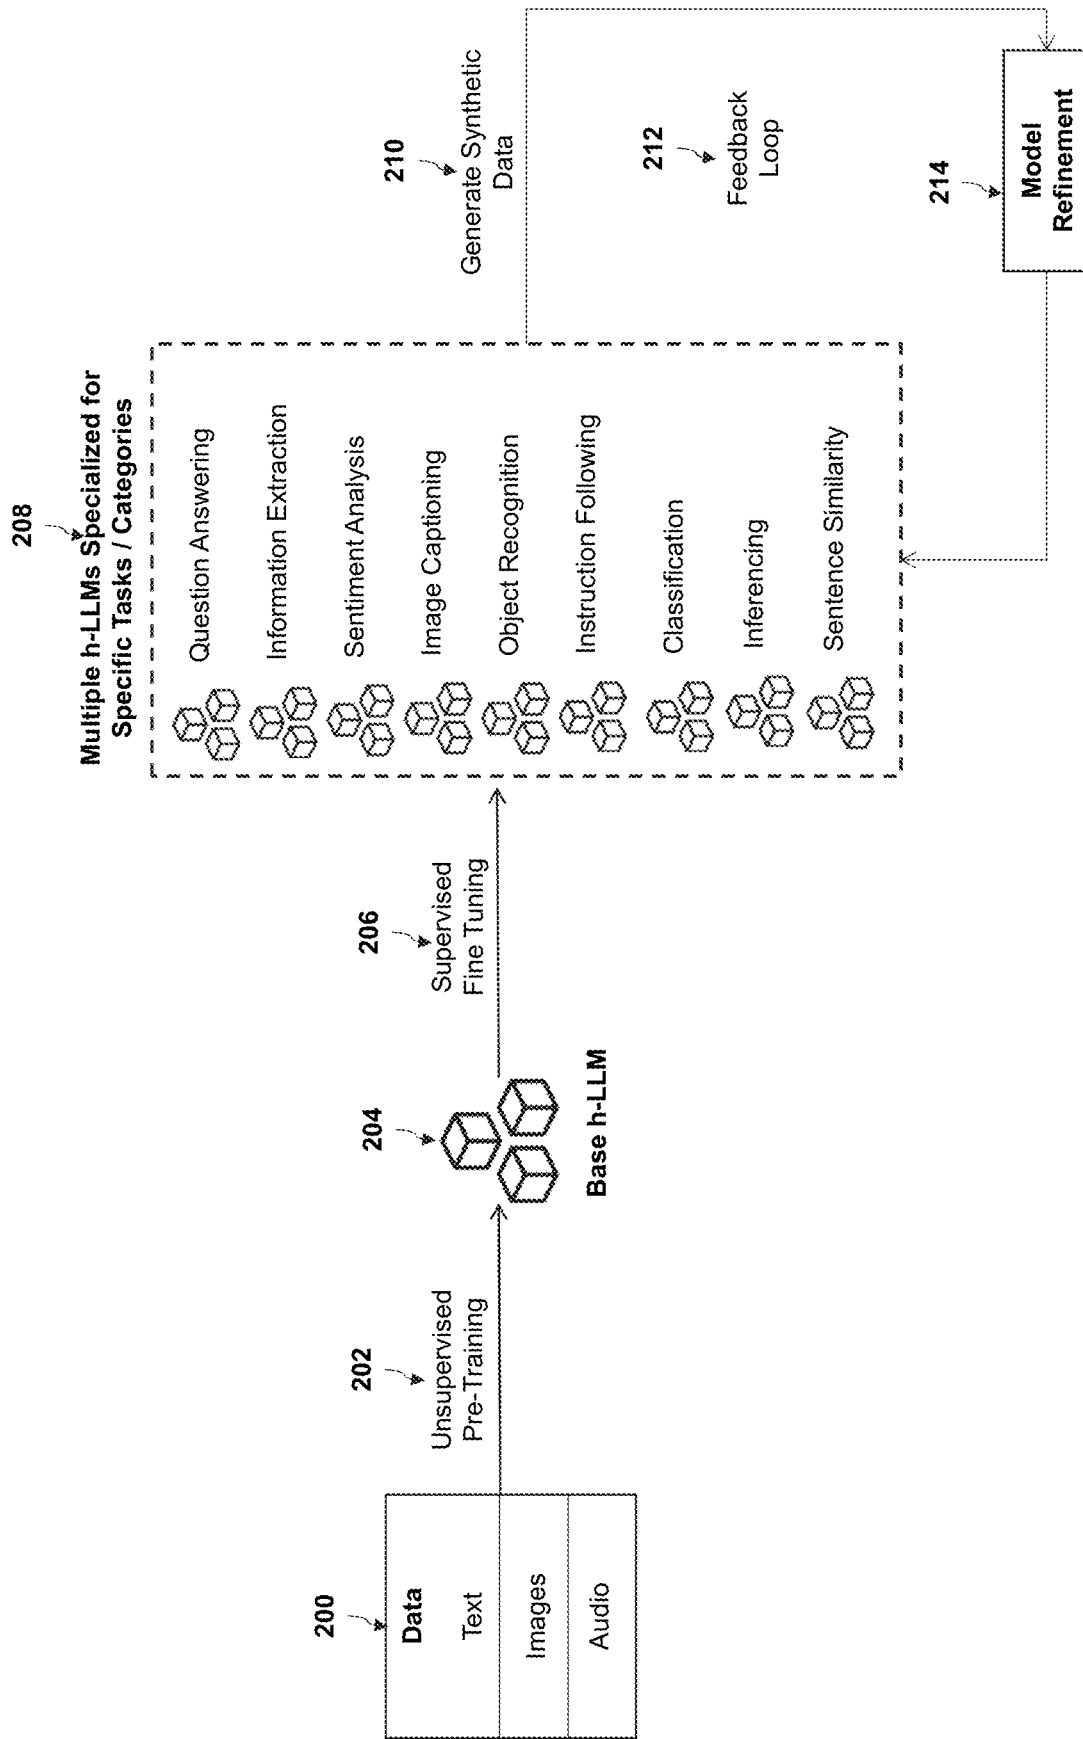 200
Data
Text
Images
Audio
202
Unsupervised
Pre-Training
204
Base h-LLM
206
Supervised
Fine Tuning
208
Multiple h-LLMs Specialized for
Specific Tasks / Categories
Question Answering
Information Extraction
Sentiment Analysis
Image Captioning
Object Recognition
Instruction Following
Classification
Inferencing
Sentence Similarity
210
Generate Synthetic
Data
212
Feedback
Loop
214
Model
Refinement